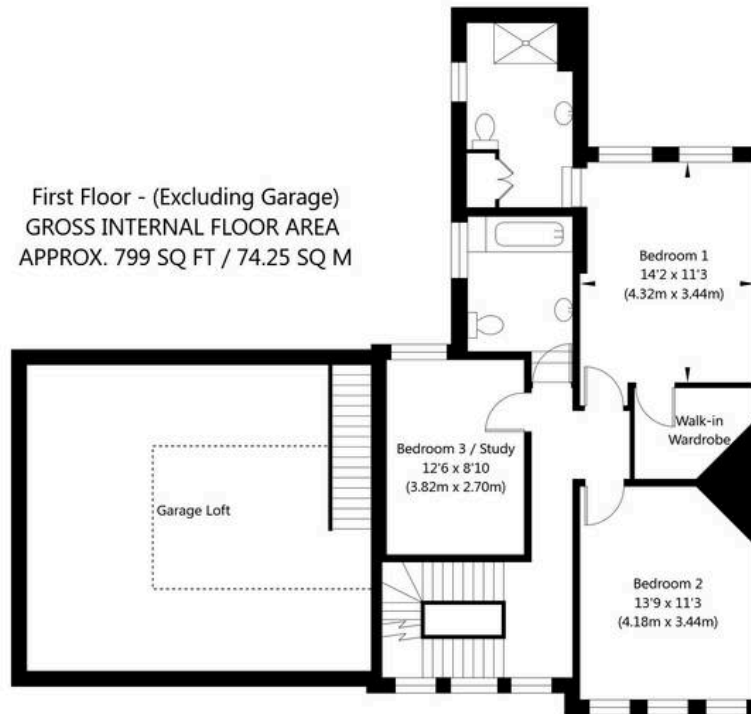 First Floor - (Excluding Garage)
GROSS INTERNAL FLOOR AREA
APPROX. 799 SQ FT / 74.25 SQ M
Bedroom 1
14'2 x 11'3
(4.32m x 3.44m)
Walk-in
Wardrobe
Bedroom 3 / Study
12'6 x 8'10
(3.82m x 2.70m)
Garage Loft
Bedroom 2
13'9 x 11'3
(4.18m x 3.44m)